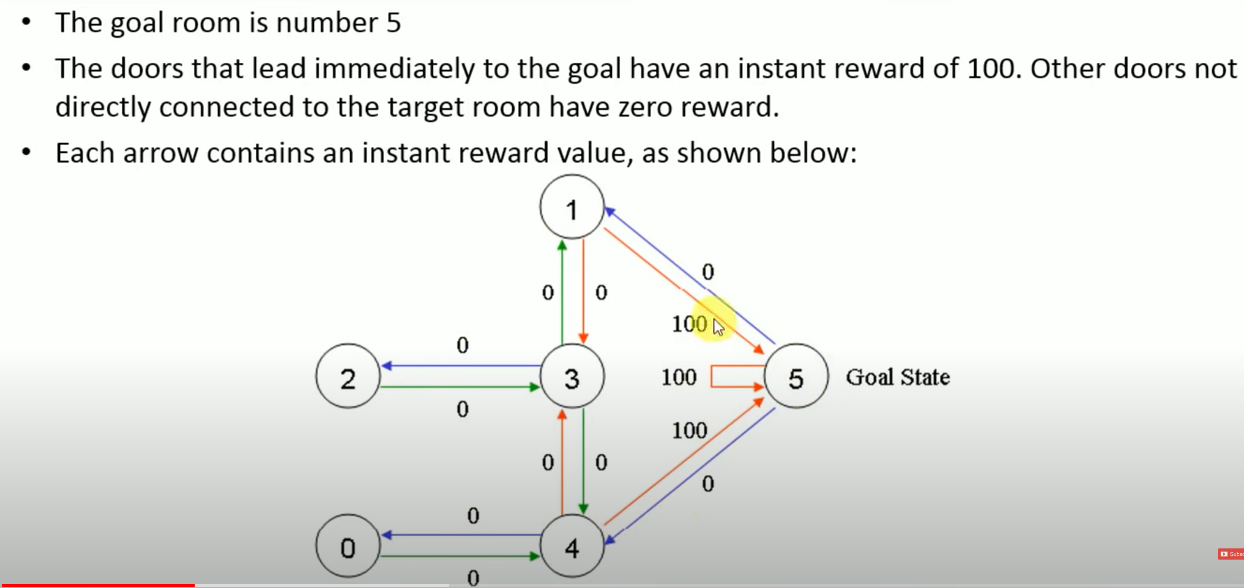 • The goal room is number 5
• The doors that lead immediately to the goal have an instant reward of 100. Other doors not
directly connected to the target room have zero reward.
• Each arrow contains an instant reward value, as shown below:
1
0
0 0
100
0
2 3 100 5 Goal State
0
100
0 0
0
0
0 4
0